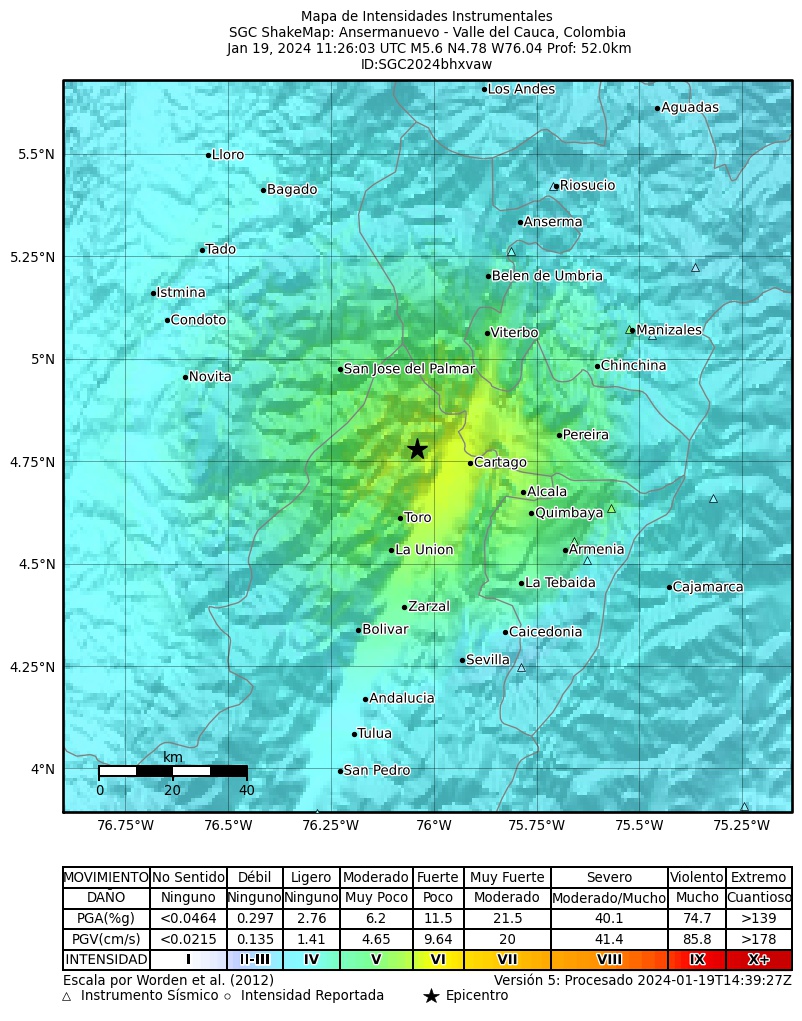 Mapa de Intensidades Instrumentales
SGC ShakeMap: Ansermanuevo - Valle del Cauca, Colombia
Jan 19, 2024 11:26:03 UTC M5.6 N4.78 W76.04 Prof: 52.0km
ID:SGC2024bhxvaw
Los Andes
Aguadas
5.5°N
Lloro
Bagado
Riosucio
Anserma
Tado
5.25°N
Belen de Umbria
Istmina
Condoto
Viterbo
Manizales
5°N
San Jose del Palmar
Chinchina
Novita
Pereira
4.75°N
Cartago
Alcala
Quimbaya
Toro
La Union
Armenia
4.5°N
La Tebaida
Cajamarca
Zarzal
Bolivar
Caicedonia
4.25°N
Sevilla
Andalucia
Tulua
km
4°N
San Pedro
0 20 40
76.75°W 76.5°W 76.25°W 76°W 75.75°W 75.5°W 75.25°W
MOVIMIENTO No Sentido Débil Ligero Moderado Fuerte Muy Fuerte Severo Violento Extremo
DAÑO Ninguno Ninguno Ninguno Muy Poco Poco Moderado Moderado/Mucho Mucho Cuantioso
PGA(%g) <0.0464 0.297 2.76 6.2 11.5 21.5 40.1 74.7 >139
PGV(cm/s) <0.0215 0.135 1.41 4.65 9.64 20 41.4 85.8 >178
INTENSIDAD I II-III IV V VI VII VIII IX X+
Escala por Worden et al. (2012) Versión 5: Procesado 2024-01-19T14:39:27Z
Instrumento Sísmico Intensidad Reportada Epicentro